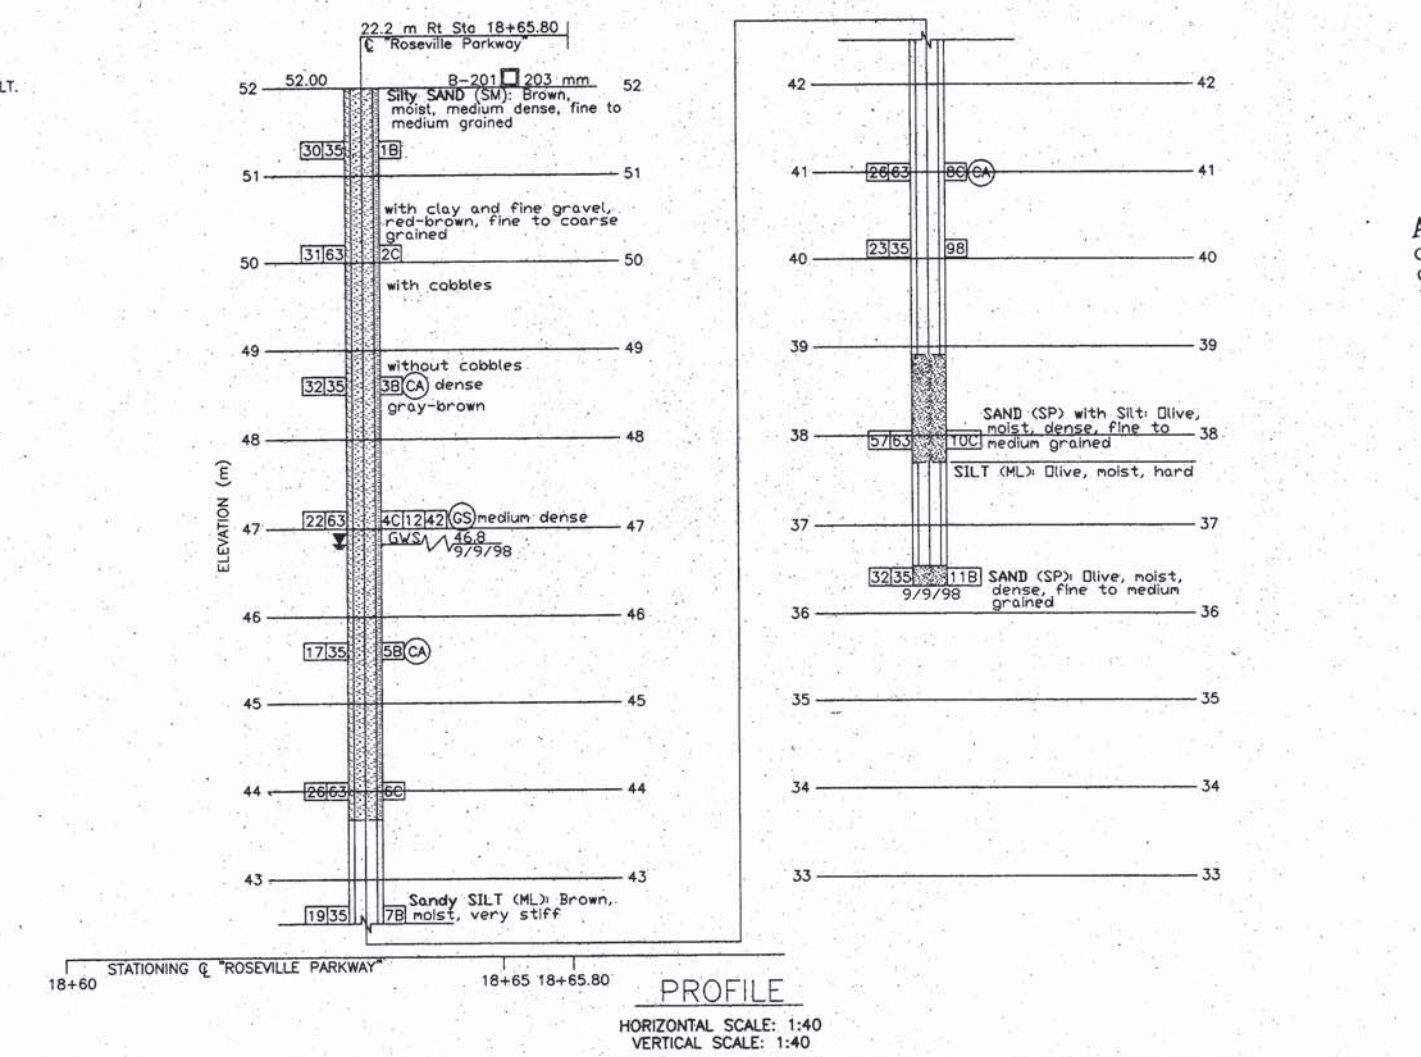 LT.
22.2 m Rt Sta 18+65.80
℄ "Roseville Parkway"
52 52.00 B-201 203 mm 52
Silty SAND (SM): Brown,
moist, medium dense, fine to
medium grained
30 35 1B
51 51
with clay and fine gravel,
red-brown, fine to coarse
grained
31 63 2C
50 50
with cobbles
49 49
without cobbles
32 35 3B CA dense
gray-brown
48 48
ELEVATION (m)
22 63 4C 12 42 GS medium dense
47 47
GWS 46.8
9/9/98
46 46
17 35 5B CA
45 45
26 63 6C
44 44
43 43
Sandy SILT (ML): Brown,
19 35 7B moist, very stiff
42 42
26 63 8C CA
41 41
23 35 9B
40 40
39 39
SAND (SP) with Silt: Olive,
moist, dense, fine to
38 38
57 63 10C medium grained
SILT (ML): Olive, moist, hard
37 37
32 35 11B SAND (SP): Olive, moist,
9/9/98 dense, fine to medium
grained
36 36
35 35
34 34
33 33
STATIONING ℄ "ROSEVILLE PARKWAY"
18+60 18+65 18+65.80
PROFILE
HORIZONTAL SCALE: 1:40
VERTICAL SCALE: 1:40